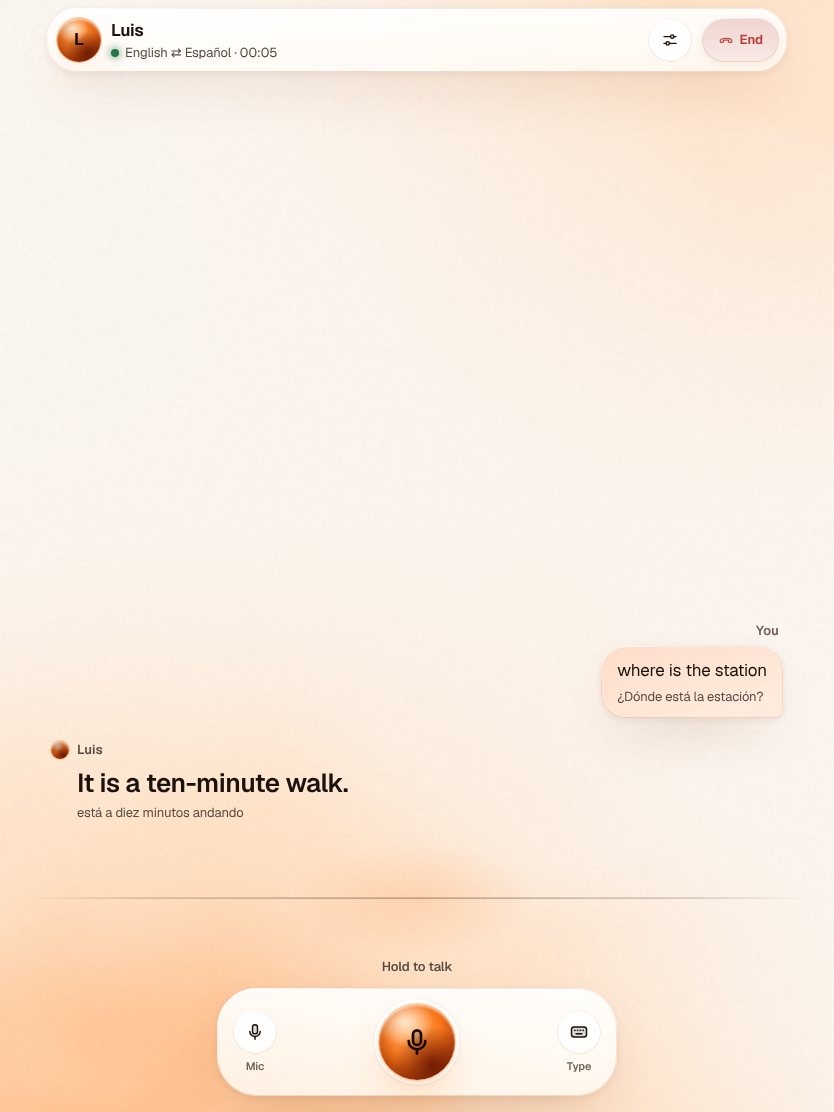 L
Luis
English ⇄ Español · 00:05
End
You
where is the station
¿Dónde está la estación?
Luis
It is a ten-minute walk.
está a diez minutos andando
Hold to talk
Mic
Type